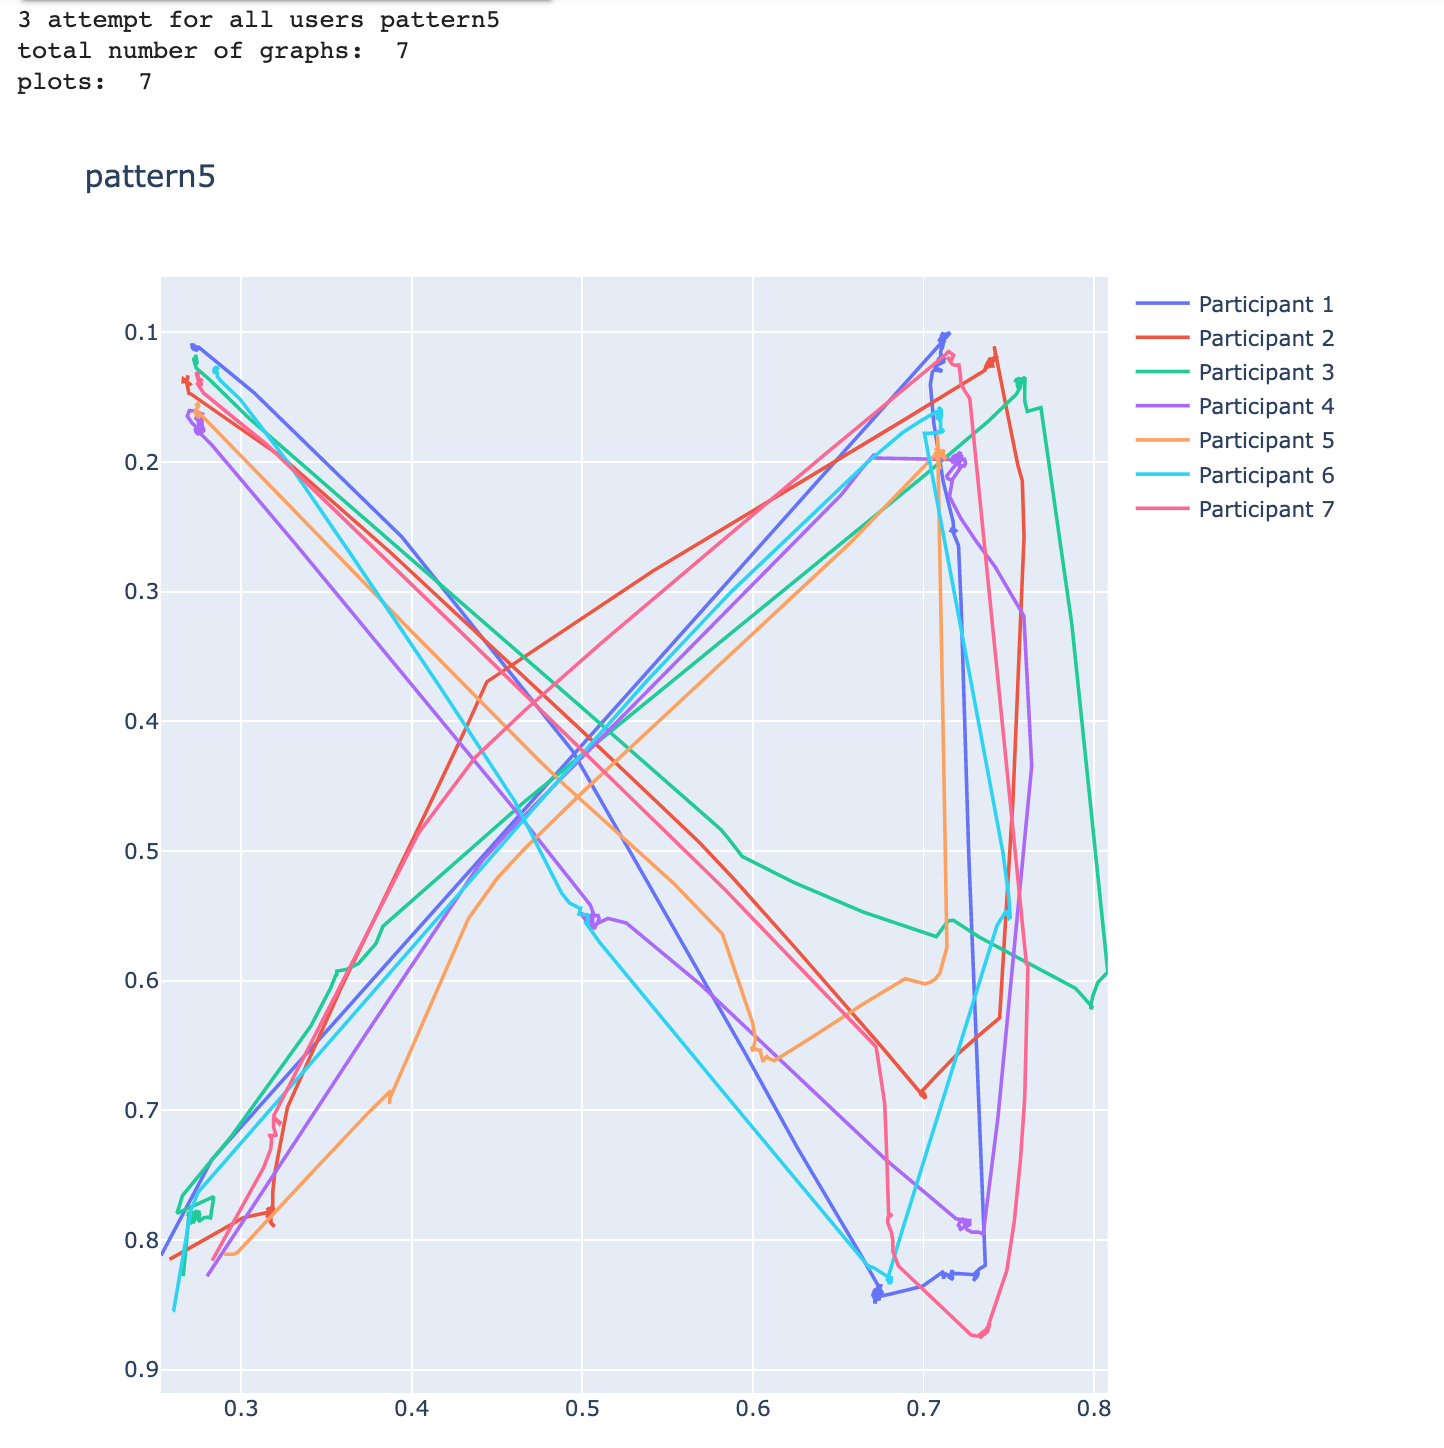 3 attempt for all users pattern5
total number of graphs:  7
plots:  7
pattern5
0.1
0.2
0.3
0.4
0.5
0.6
0.7
0.8
0.9
0.3 0.4 0.5 0.6 0.7 0.8
Participant 1
Participant 2
Participant 3
Participant 4
Participant 5
Participant 6
Participant 7